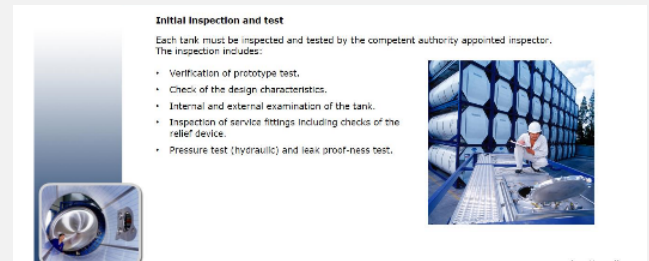 Initial inspection and test
Each tank must be inspected and tested by the competent authority appointed inspector.
The inspection includes:
• Verification of prototype test.
• Check of the design characteristics.
• Internal and external examination of the tank.
• Inspection of service fittings including checks of the
relief device.
• Pressure test (hydraulic) and leak proof-ness test.